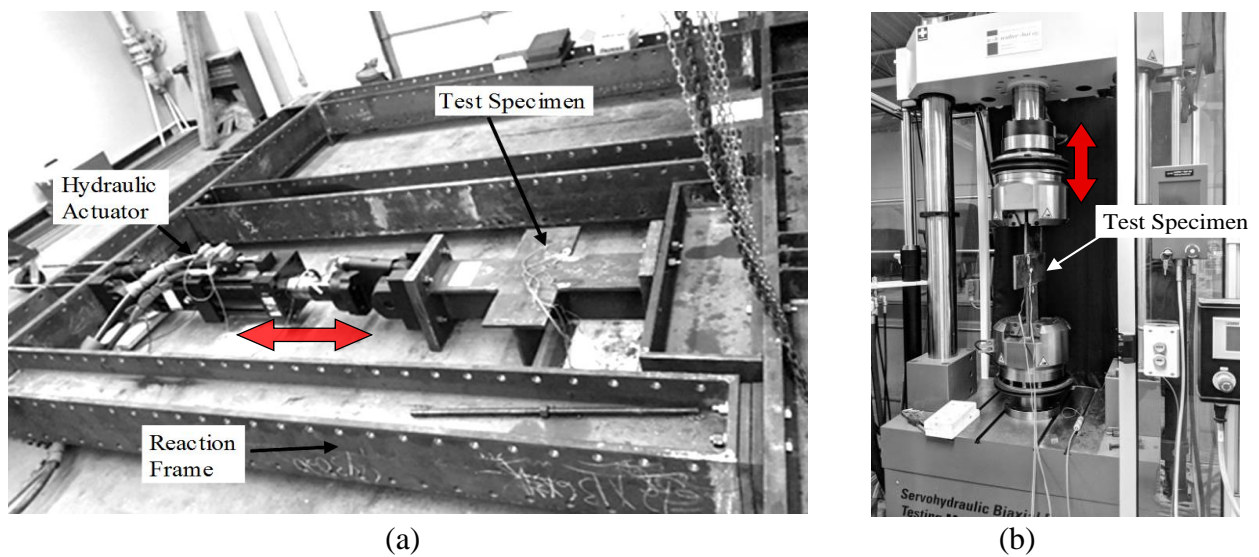 Test Specimen
Hydraulic
Actuator
Reaction
Frame
(a)
Test Specimen
Servohydraulic Biaxial
Testing
(b)